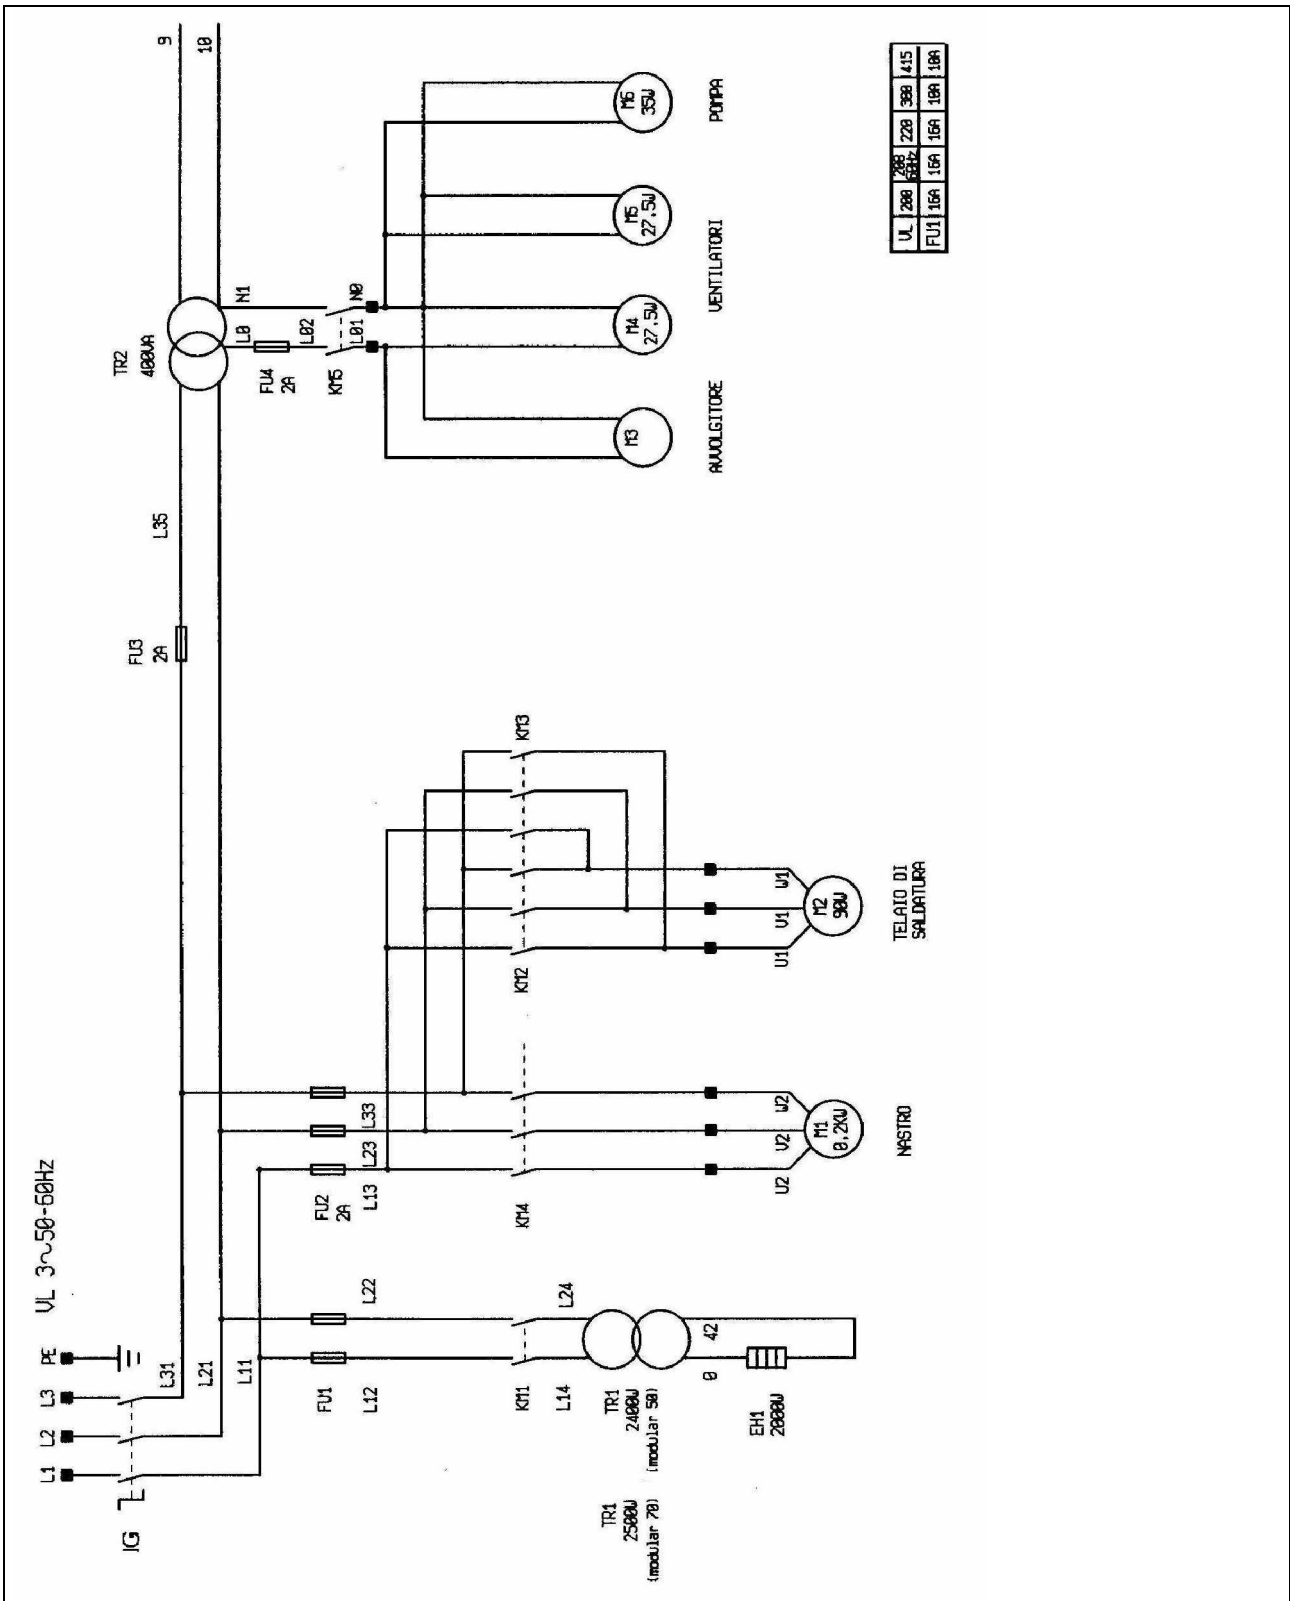 VL 3~50-60Hz
L1
L2
L3
PE
IG
L31
L21
L11
FU1
L12
L22
KM1
L14
L24
TR1
2400W
(modular 50)
TR1
2500W
(modular 70)
0
42
EH1
2000W
FU2
2A
L13
L23
L33
KM4
U2
V2
W2
M1
0,2KW
NASTRO
KM2
KM3
U1
V1
W1
M2
90W
TELAIO DI
SALDATURA
FU3
2A
L35
TR2
400VA
9
10
L0
N1
FU4
2A
L02
KM5
L01
N0
M3
AVVOLGITORE
M4
27,5W
M5
27,5W
VENTILATORI
M6
35W
POMPA
VL 200 208 60Hz 220 380 415
FU1 16A 16A 16A 10A 10A